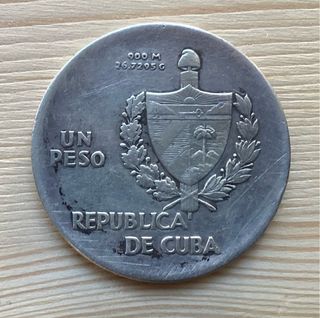 900 M
26.7295 G
UN
PESO
REPUBLICA
DE CUBA